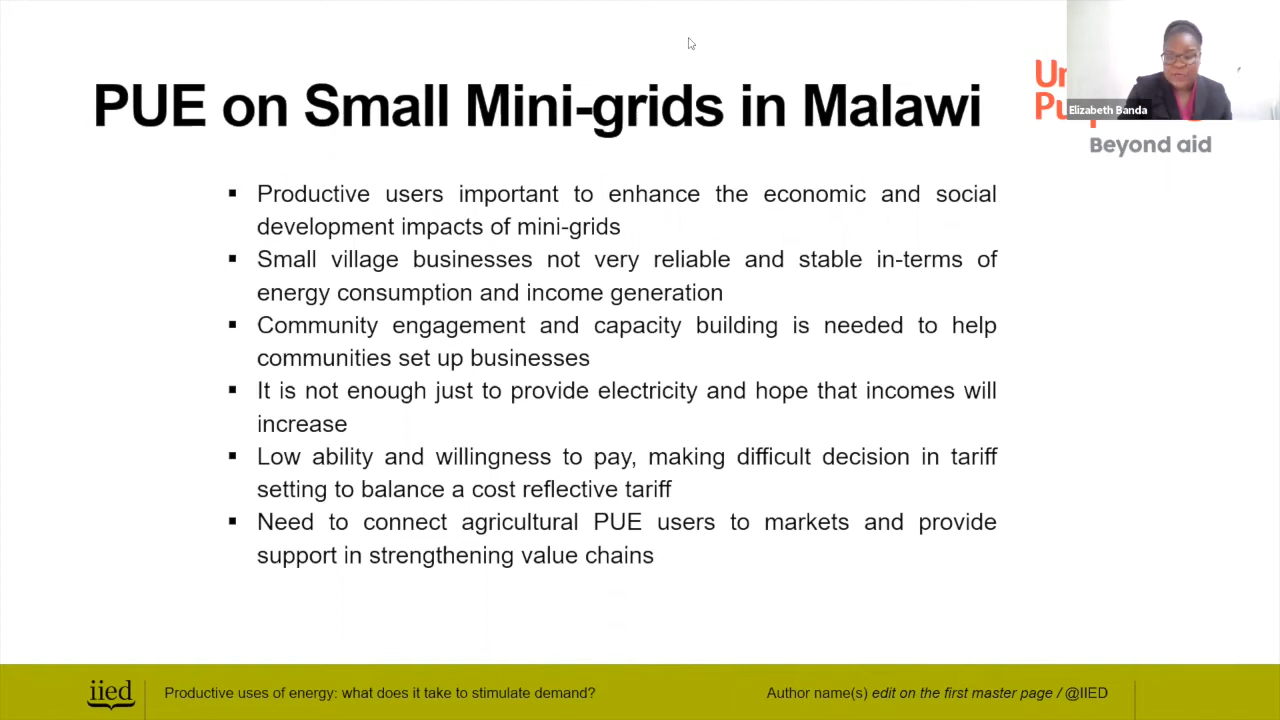 PUE on Small Mini-grids in Malawi
Elizabeth Banda
Beyond aid
▪ Productive users important to enhance the economic and social
development impacts of mini-grids
▪ Small village businesses not very reliable and stable in-terms of
energy consumption and income generation
▪ Community engagement and capacity building is needed to help
communities set up businesses
▪ It is not enough just to provide electricity and hope that incomes will
increase
▪ Low ability and willingness to pay, making difficult decision in tariff
setting to balance a cost reflective tariff
▪ Need to connect agricultural PUE users to markets and provide
support in strengthening value chains
iied
Productive uses of energy: what does it take to stimulate demand?
Author name(s) edit on the first master page / @IIED